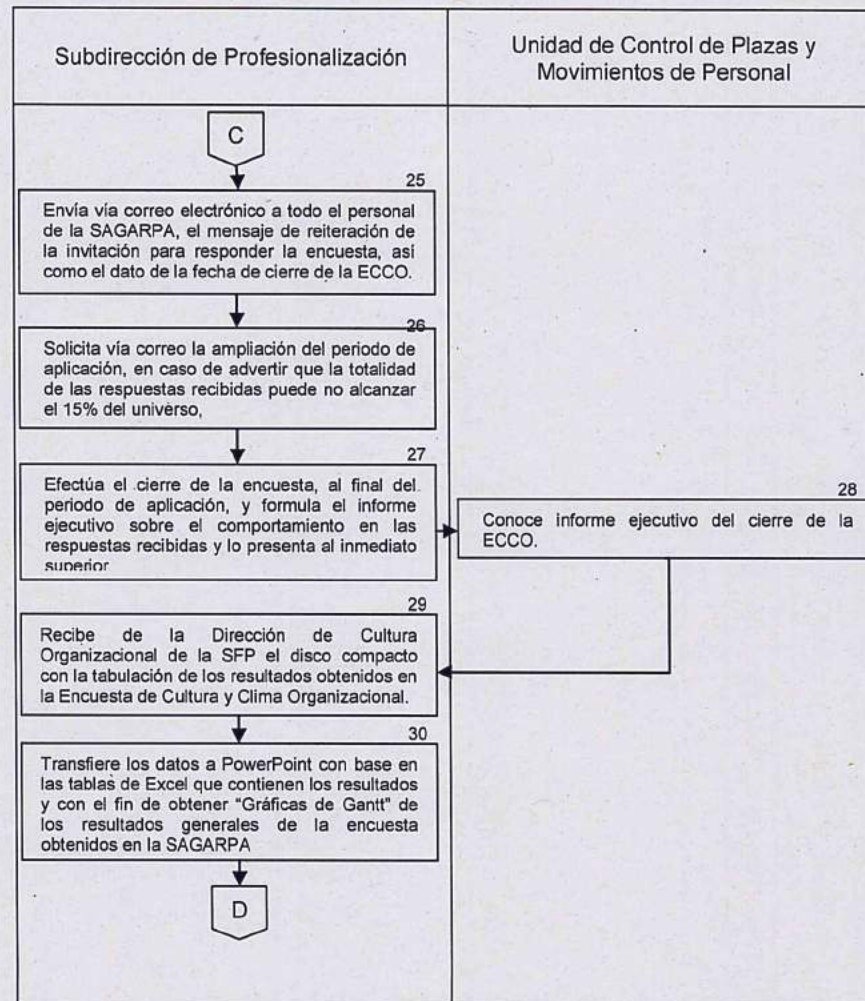 Subdirección de Profesionalización
Unidad de Control de Plazas y
Movimientos de Personal
C
25
Envía vía correo electrónico a todo el personal
de la SAGARPA, el mensaje de reiteración de
la invitación para responder la encuesta, así
como el dato de la fecha de cierre de la ECCO.
26
Solicita vía correo la ampliación del periodo de
aplicación, en caso de advertir que la totalidad
de las respuestas recibidas puede no alcanzar
el 15% del universo,
27
Efectúa el cierre de la encuesta, al final del
periodo de aplicación, y formula el informe
ejecutivo sobre el comportamiento en las
respuestas recibidas y lo presenta al inmediato
superior
28
Conoce informe ejecutivo del cierre de la
ECCO.
29
Recibe de la Dirección de Cultura
Organizacional de la SFP el disco compacto
con la tabulación de los resultados obtenidos en
la Encuesta de Cultura y Clima Organizacional.
30
Transfiere los datos a PowerPoint con base en
las tablas de Excel que contienen los resultados
y con el fin de obtener "Gráficas de Gantt" de
los resultados generales de la encuesta
obtenidos en la SAGARPA
D